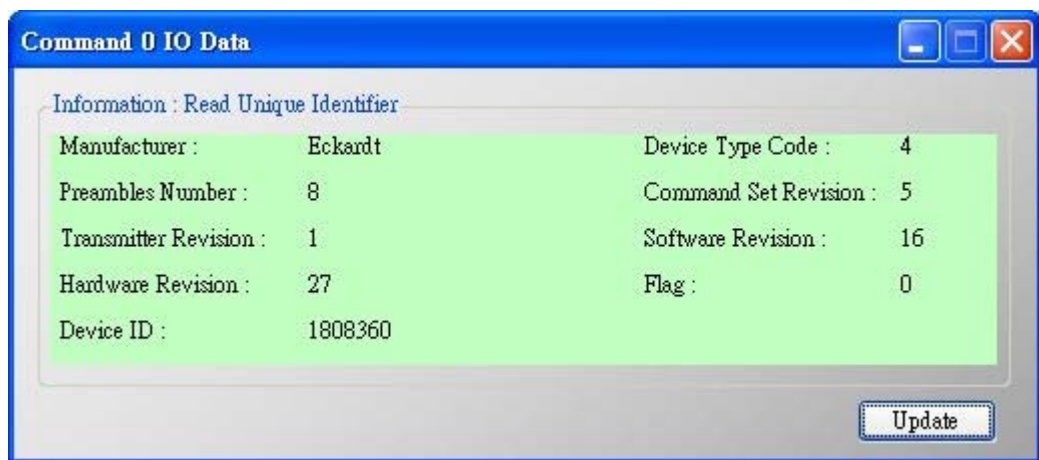 Command 0 IO Data
Information : Read Unique Identifier
Manufacturer : Eckardt Device Type Code : 4
Preambles Number : 8 Command Set Revision : 5
Transmitter Revision : 1 Software Revision : 16
Hardware Revision : 27 Flag : 0
Device ID : 1808360
Update